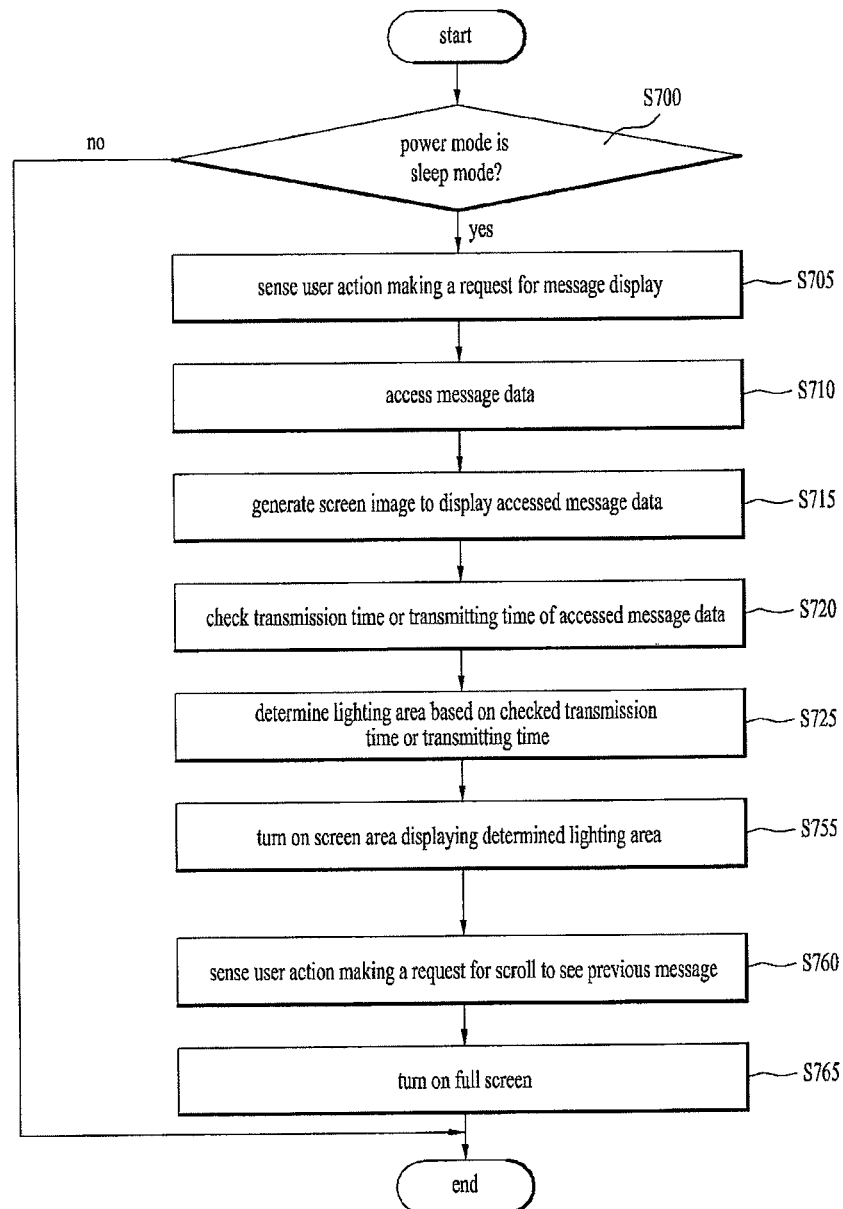 start
S700
no
power mode is
sleep mode?
yes
sense user action making a request for message display
S705
access message data
S710
generate screen image to display accessed message data
S715
check transmission time or transmitting time of accessed message data
S720
determine lighting area based on checked transmission
time or transmitting time
S725
turn on screen area displaying determined lighting area
S755
sense user action making a request for scroll to see previous message
S760
turn on full screen
S765
end